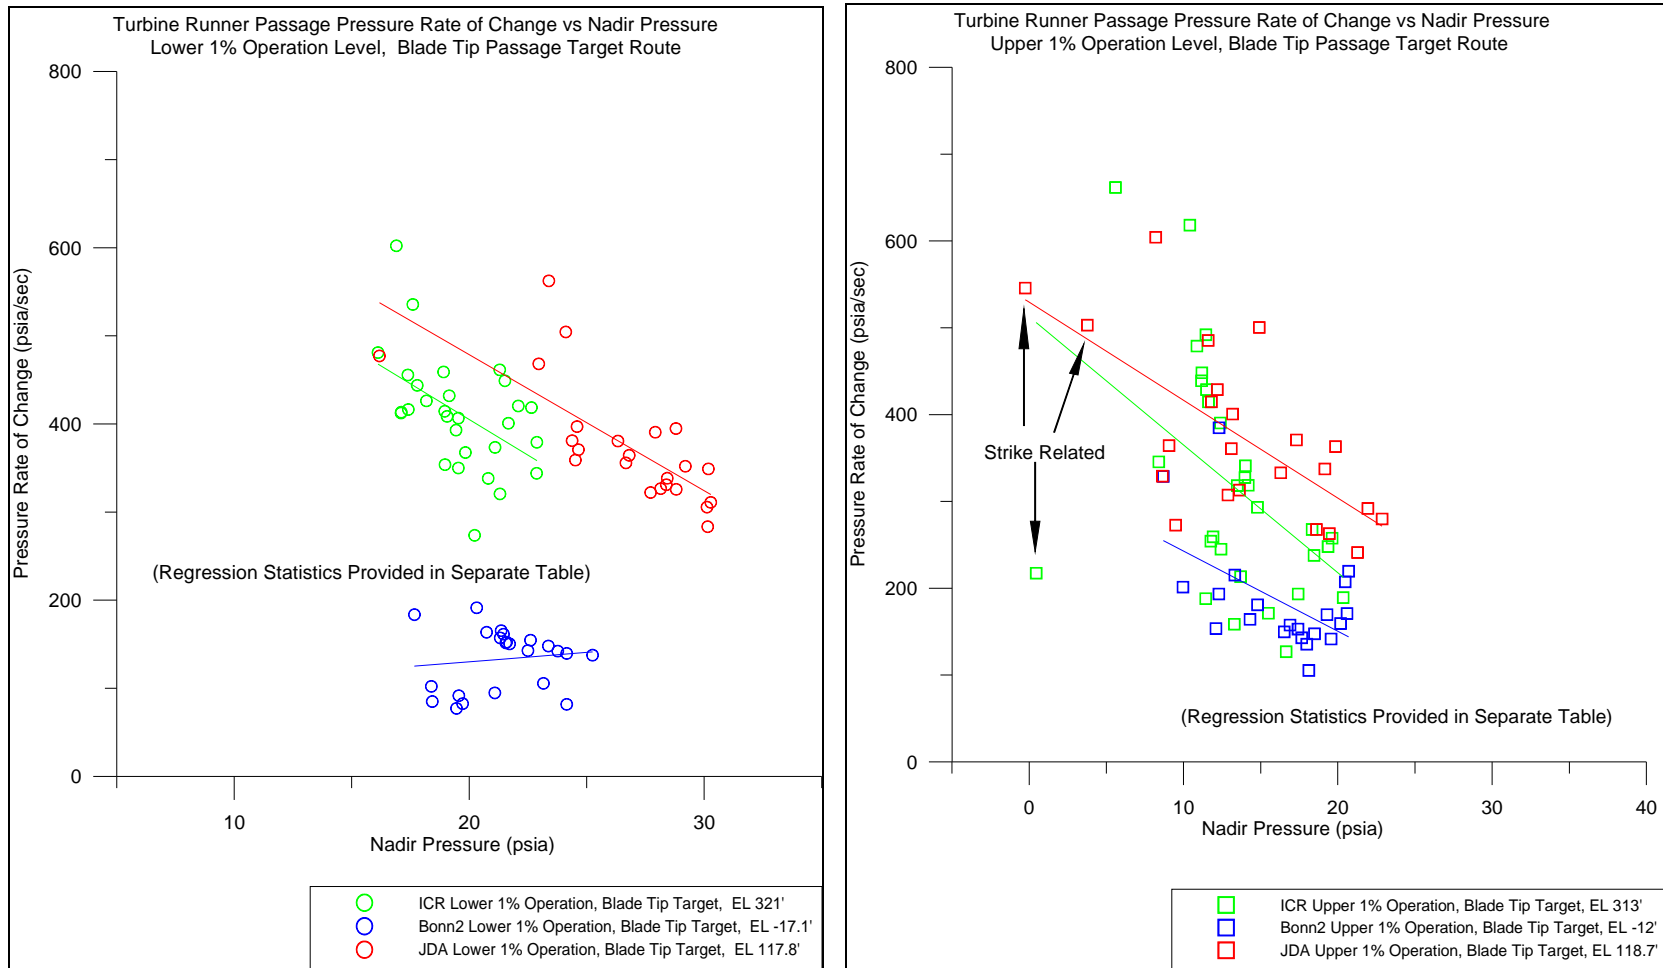 Turbine Runner Passage Pressure Rate of Change vs Nadir Pressure
Lower 1% Operation Level, Blade Tip Passage Target Route
800
600
400
200
0
Pressure Rate of Change (psia/sec)
(Regression Statistics Provided in Separate Table)
10
20
30
Nadir Pressure (psia)
ICR Lower 1% Operation, Blade Tip Target, EL 321'
Bonn2 Lower 1% Operation, Blade Tip Target, EL -17.1'
JDA Lower 1% Operation, Blade Tip Target, EL 117.8'
Turbine Runner Passage Pressure Rate of Change vs Nadir Pressure
Upper 1% Operation Level, Blade Tip Passage Target Route
800
600
400
200
0
Pressure Rate of Change (psia/sec)
Strike Related
(Regression Statistics Provided in Separate Table)
0
10
20
30
40
Nadir Pressure (psia)
ICR Upper 1% Operation, Blade Tip Target, EL 313'
Bonn2 Upper 1% Operation, Blade Tip Target, EL -12'
JDA Upper 1% Operation, Blade Tip Target, EL 118.7'